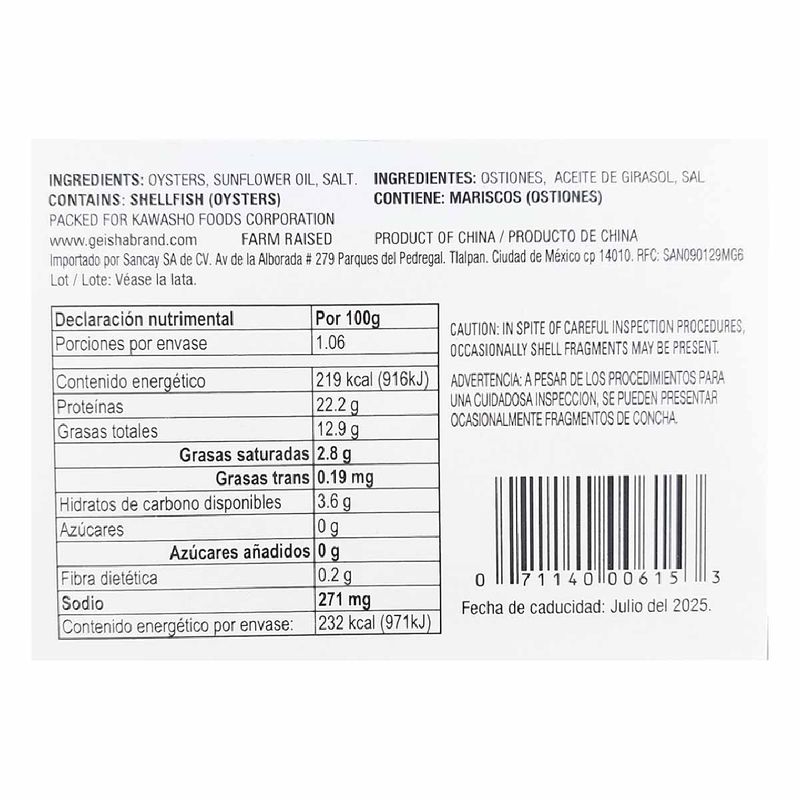 INGREDIENTS: OYSTERS, SUNFLOWER OIL, SALT.
CONTAINS: SHELLFISH (OYSTERS)
PACKED FOR KAWASHO FOODS CORPORATION
www.geishabrand.com FARM RAISED
INGREDIENTES: OSTIONES, ACEITE DE GIRASOL, SAL
CONTIENE: MARISCOS (OSTIONES)
PRODUCT OF CHINA / PRODUCTO DE CHINA
Importado por Sancay SA de CV. Av de la Alborada # 279 Parques del Pedregal. Tlalpan. Ciudad de México cp 14010. RFC: SAN090129MG6
Lot / Lote: Véase la lata.
Declaración nutrimental Por 100g
Porciones por envase 1.06
Contenido energético 219 kcal (916kJ)
Proteínas 22.2 g
Grasas totales 12.9 g
Grasas saturadas 2.8 g
Grasas trans 0.19 mg
Hidratos de carbono disponibles 3.6 g
Azúcares 0 g
Azúcares añadidos 0 g
Fibra dietética 0.2 g
Sodio 271 mg
Contenido energético por envase: 232 kcal (971kJ)
CAUTION: IN SPITE OF CAREFUL INSPECTION PROCEDURES,
OCCASIONALLY SHELL FRAGMENTS MAY BE PRESENT.
ADVERTENCIA: A PESAR DE LOS PROCEDIMIENTOS PARA
UNA CUIDADOSA INSPECCION, SE PUEDEN PRESENTAR
OCASIONALMENTE FRAGMENTOS DE CONCHA.
0 71140 00615 3
Fecha de caducidad: Julio del 2025.